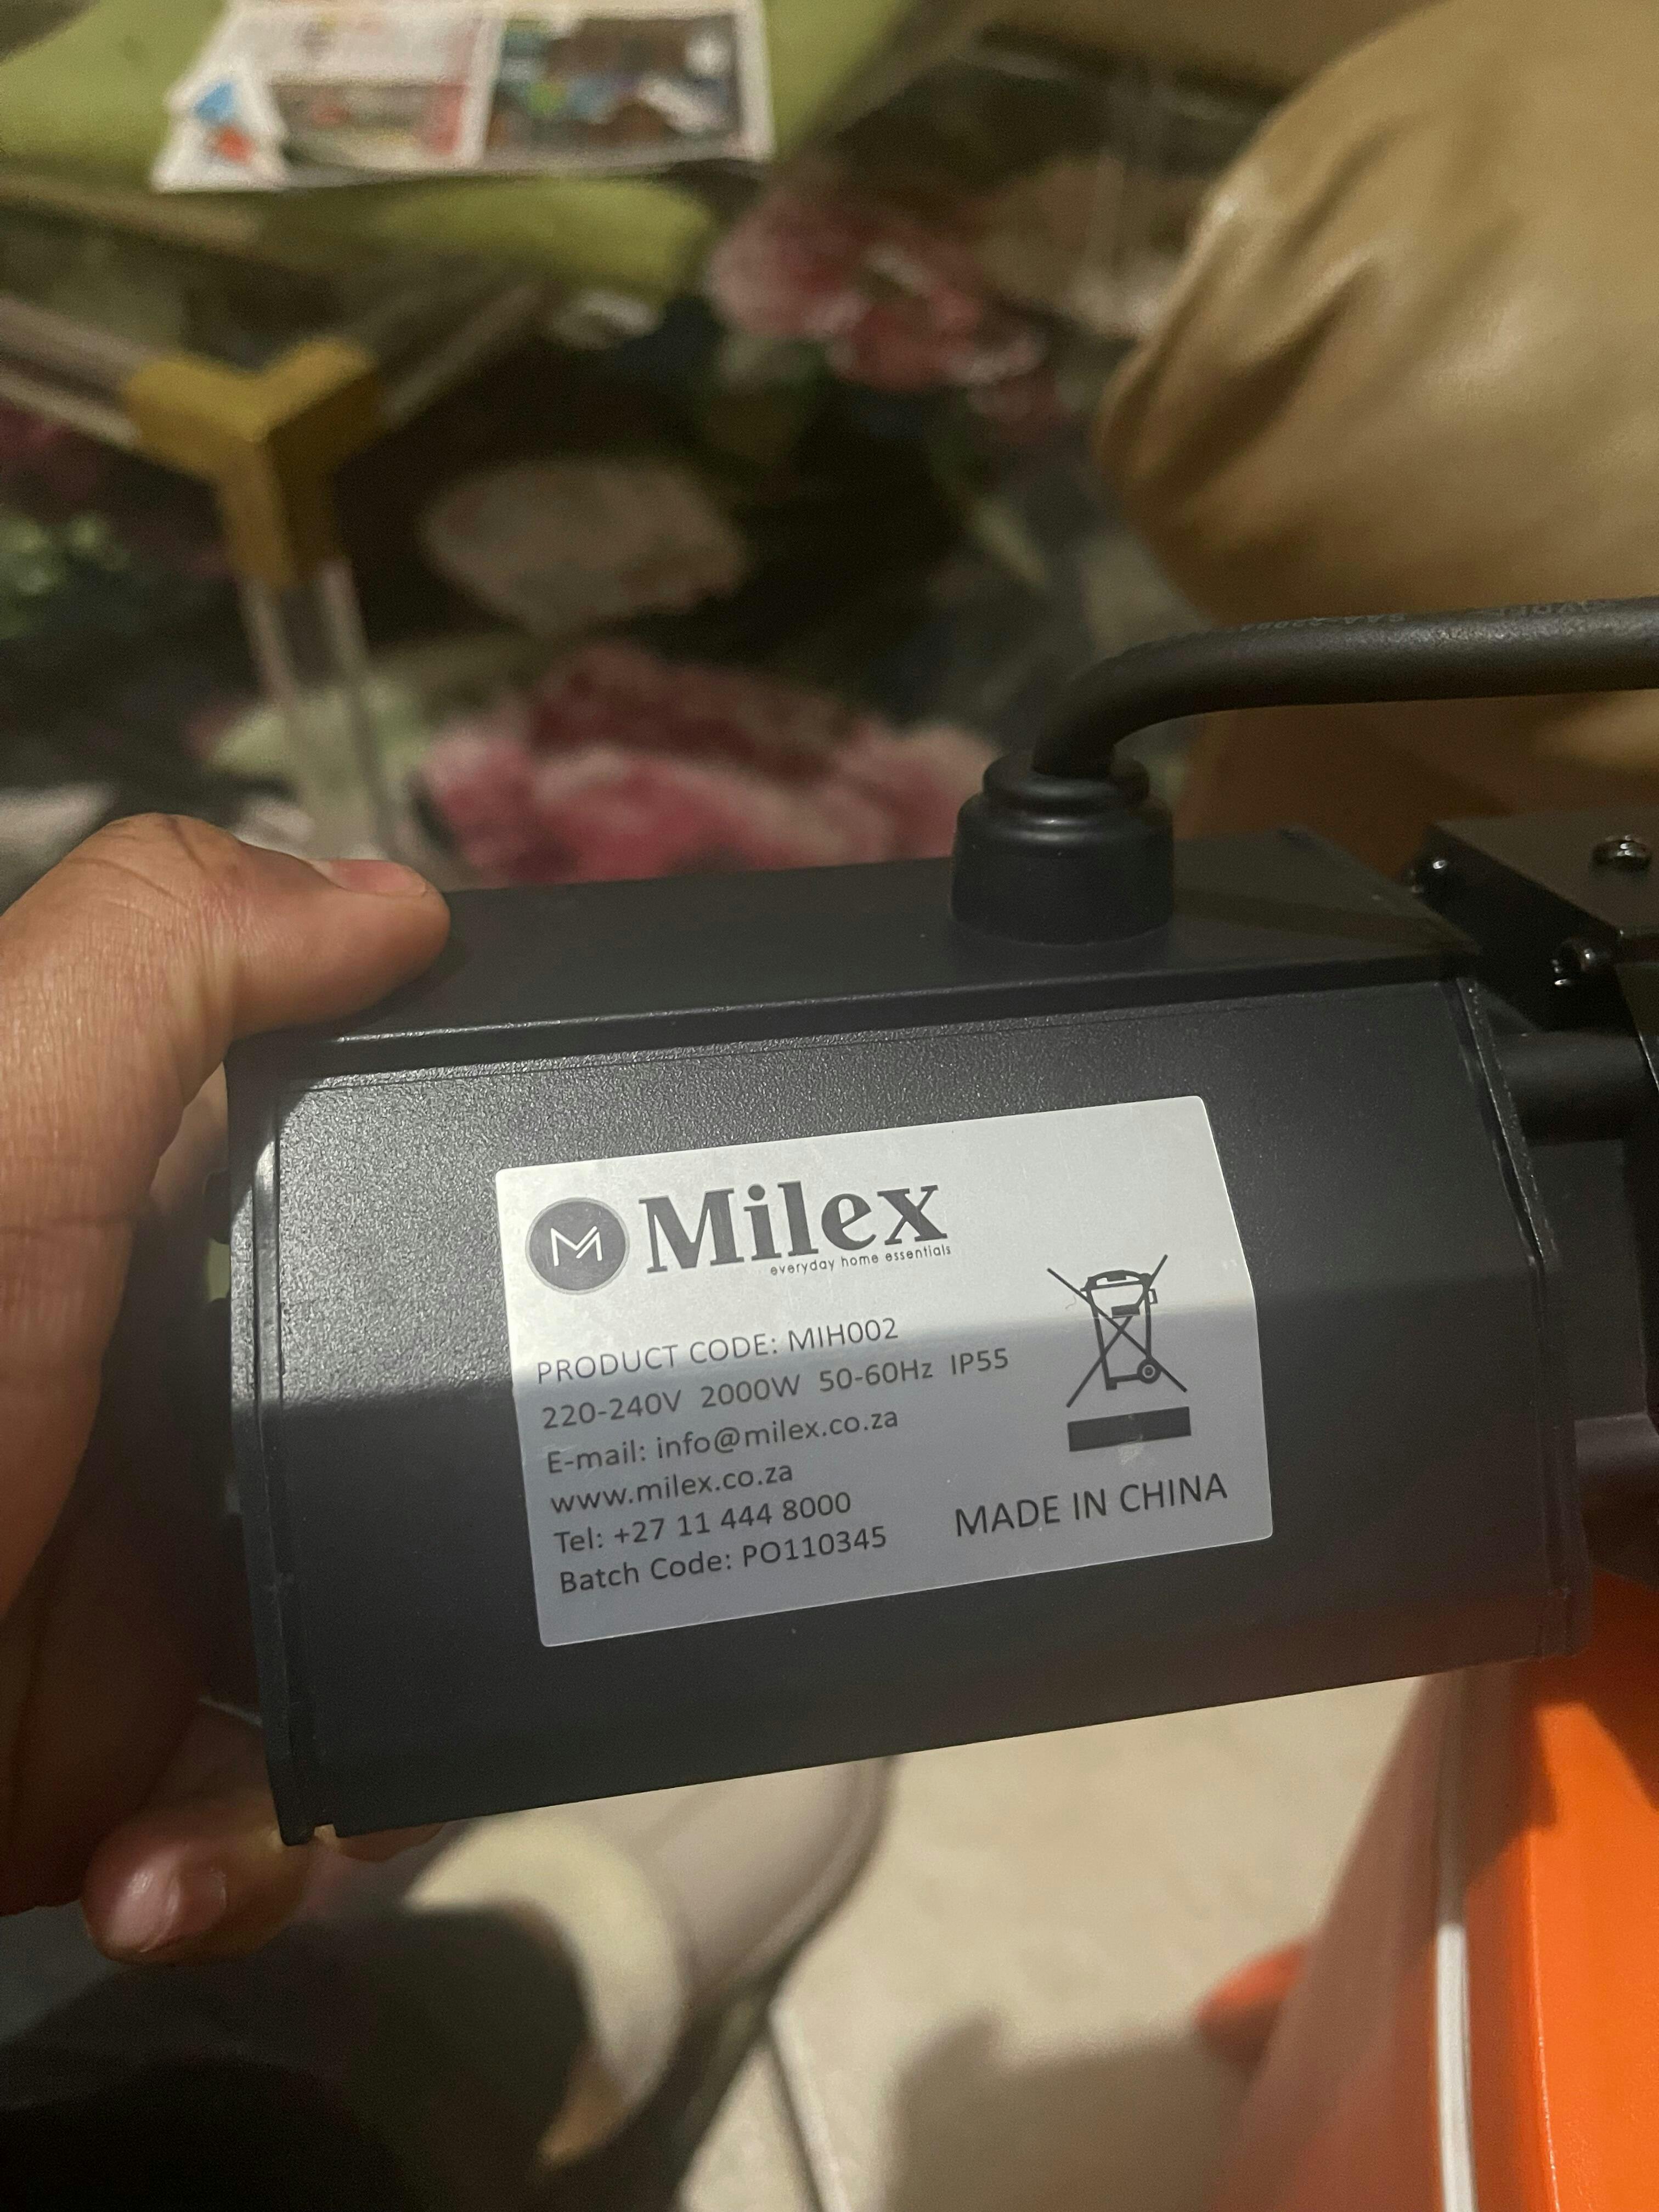 Milex
everyday home essentials
PRODUCT CODE: MIH002
220-240V 2000W 50-60Hz IP55
E-mail: info@milex.co.za
www.milex.co.za
Tel: +27 11 444 8000
Batch Code: PO110345
MADE IN CHINA